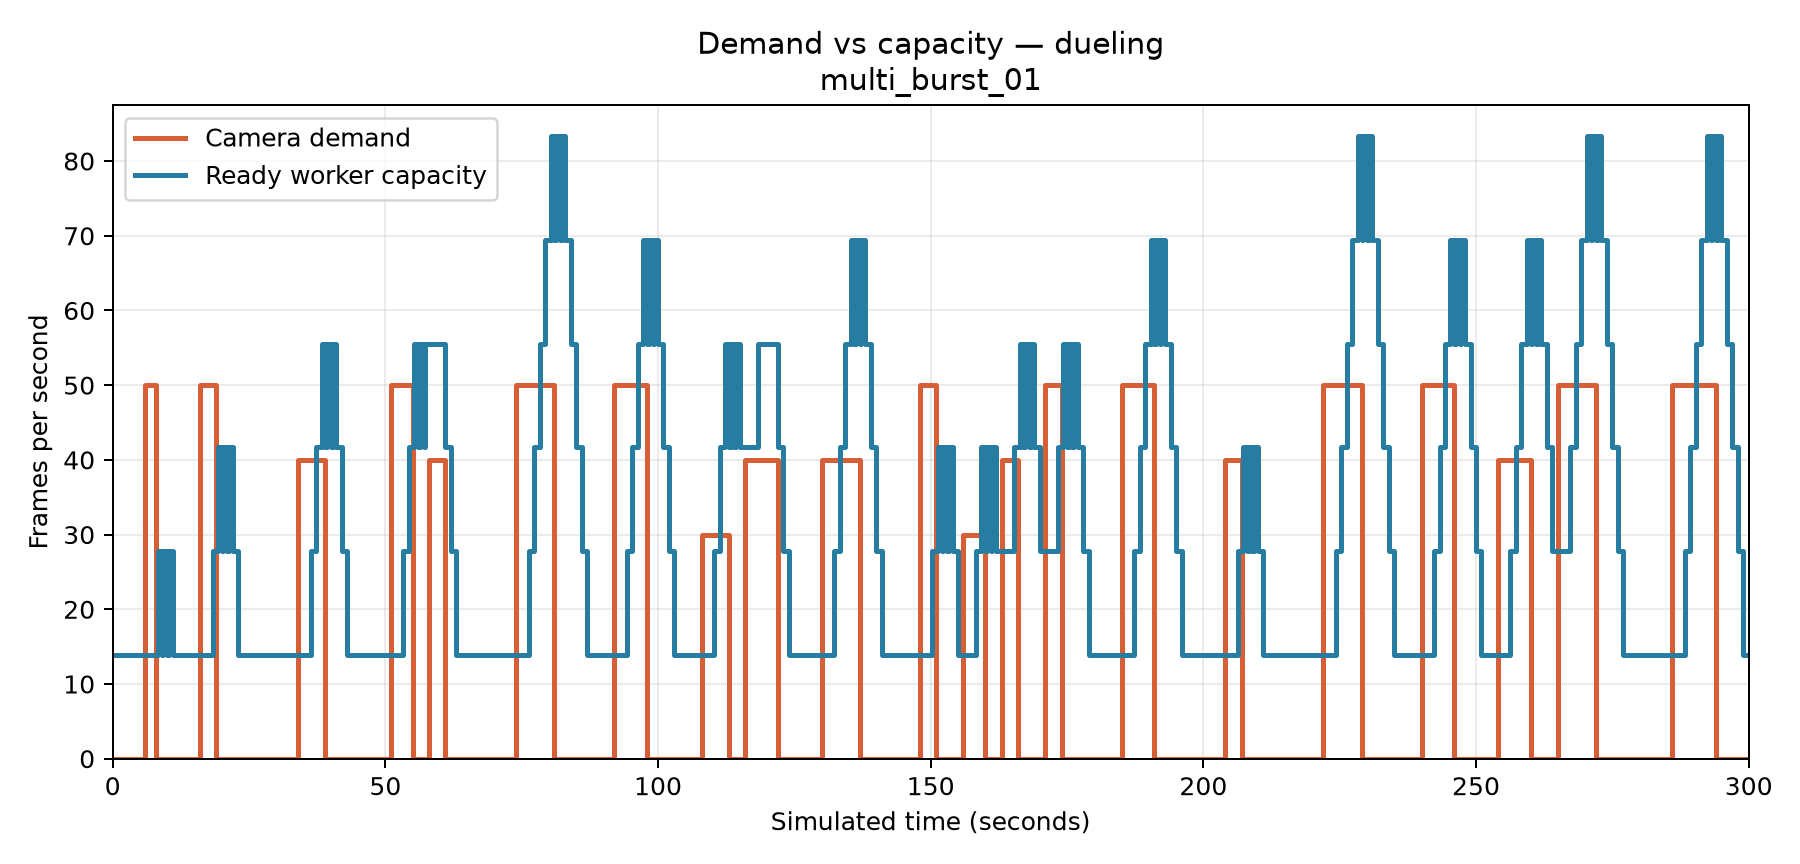 Demand vs capacity — dueling
multi_burst_01
Camera demand
Ready worker capacity
Frames per second
80
70
60
50
40
30
20
10
0
0 50 100 150 200 250 300
Simulated time (seconds)